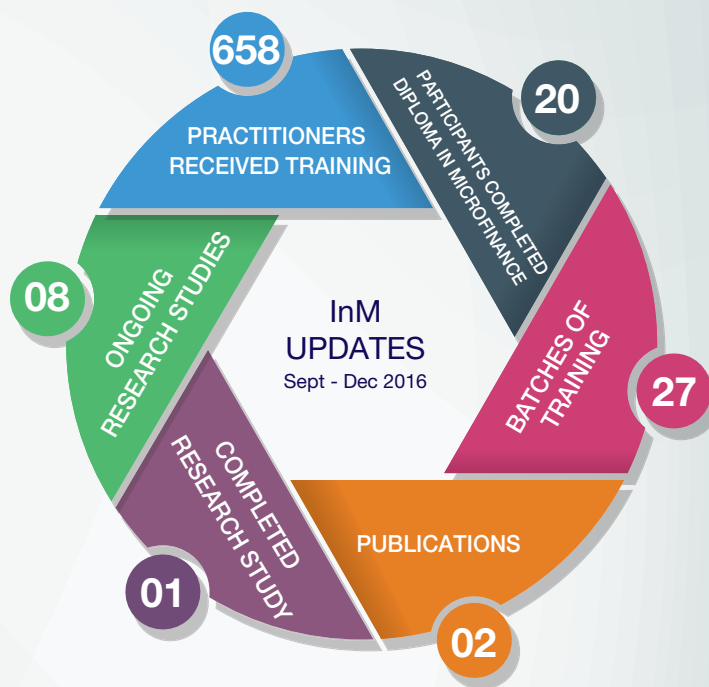 658
PRACTITIONERS
RECEIVED TRAINING
20
PARTICIPANTS COMPLETED
DIPLOMA IN MICROFINANCE
27
BATCHES OF
TRAINING
02
PUBLICATIONS
01
COMPLETED
RESEARCH STUDY
08
ONGOING
RESEARCH STUDIES
InM
UPDATES
Sept - Dec 2016